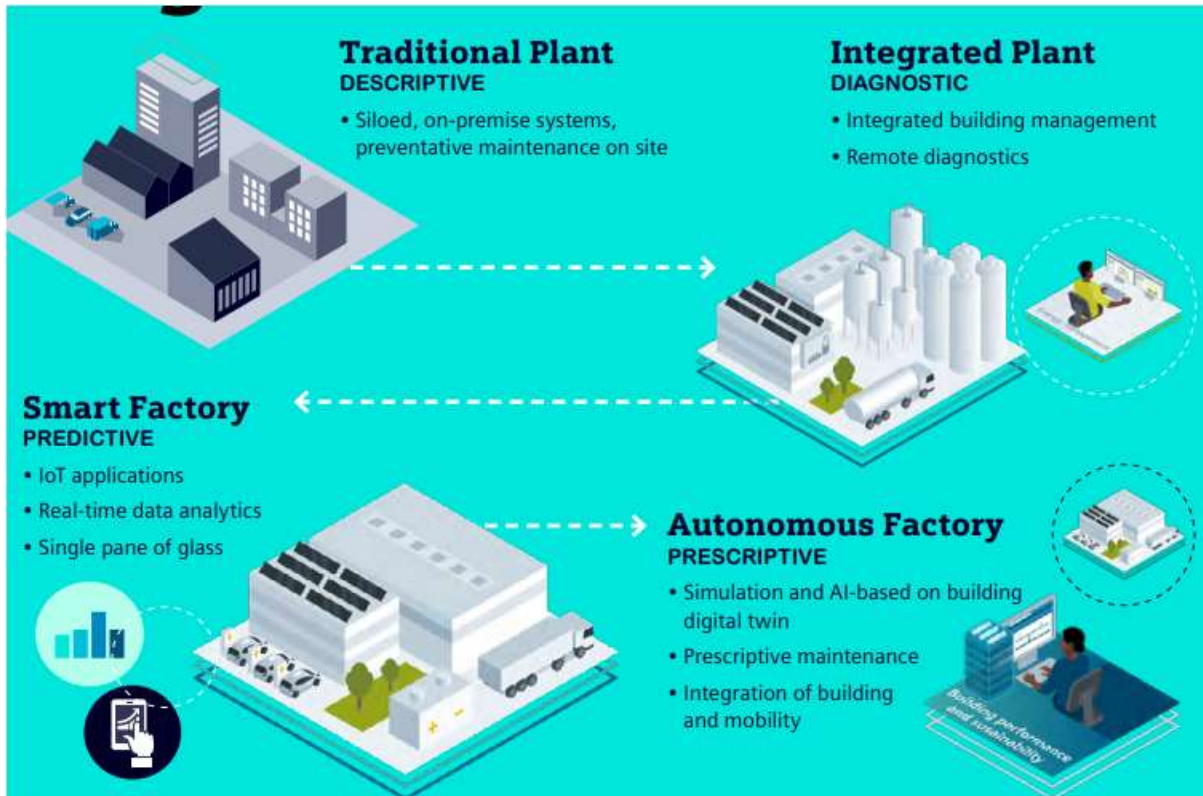 Traditional Plant
DESCRIPTIVE
• Siloed, on-premise systems,
preventative maintenance on site
Integrated Plant
DIAGNOSTIC
• Integrated building management
• Remote diagnostics
Smart Factory
PREDICTIVE
• IoT applications
• Real-time data analytics
• Single pane of glass
Autonomous Factory
PRESCRIPTIVE
• Simulation and AI-based on building
digital twin
• Prescriptive maintenance
• Integration of building
and mobility
Building performance
and sustainability